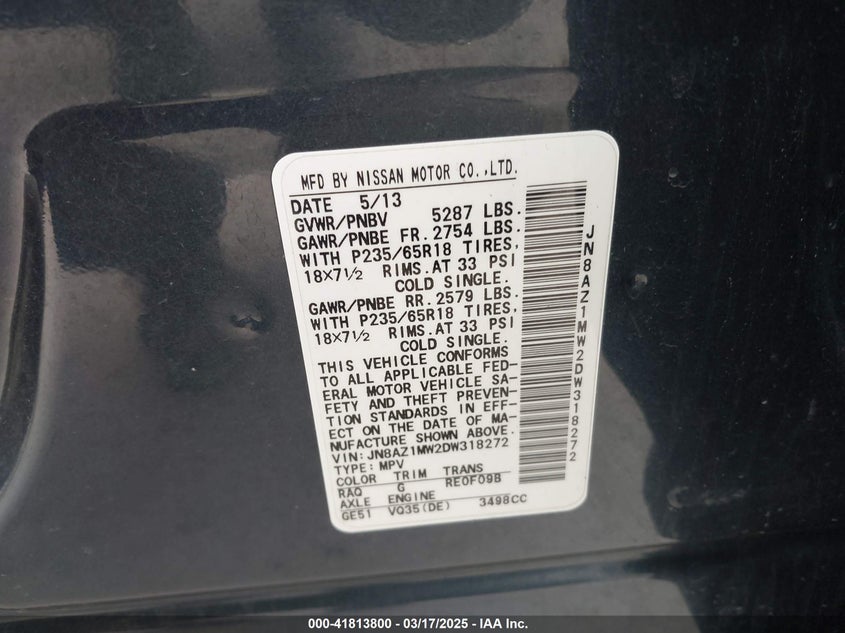 MFD BY NISSAN MOTOR CO.,LTD.
DATE 5/13
GVWR/PNBV 5287 LBS.
GAWR/PNBE FR. 2754 LBS.
WITH P235/65R18 TIRES,
18X7½ RIMS.AT 33 PSI
COLD SINGLE.
GAWR/PNBE RR. 2579 LBS.
WITH P235/65R18 TIRES,
18X7½ RIMS.AT 33 PSI
COLD SINGLE.
THIS VEHICLE CONFORMS
TO ALL APPLICABLE FED-
ERAL MOTOR VEHICLE SA-
FETY AND THEFT PREVEN-
TION STANDARDS IN EFF-
ECT ON THE DATE OF MA-
NUFACTURE SHOWN ABOVE.
VIN: JN8AZ1MW2DW318272
TYPE: MPV
COLOR TRIM TRANS
RAQ G RE0F09B
AXLE ENGINE
GE51 VQ35(DE) 3498CC
JN8AZ1MW2DW318272
000-41813800 - 03/17/2025 - IAA Inc.